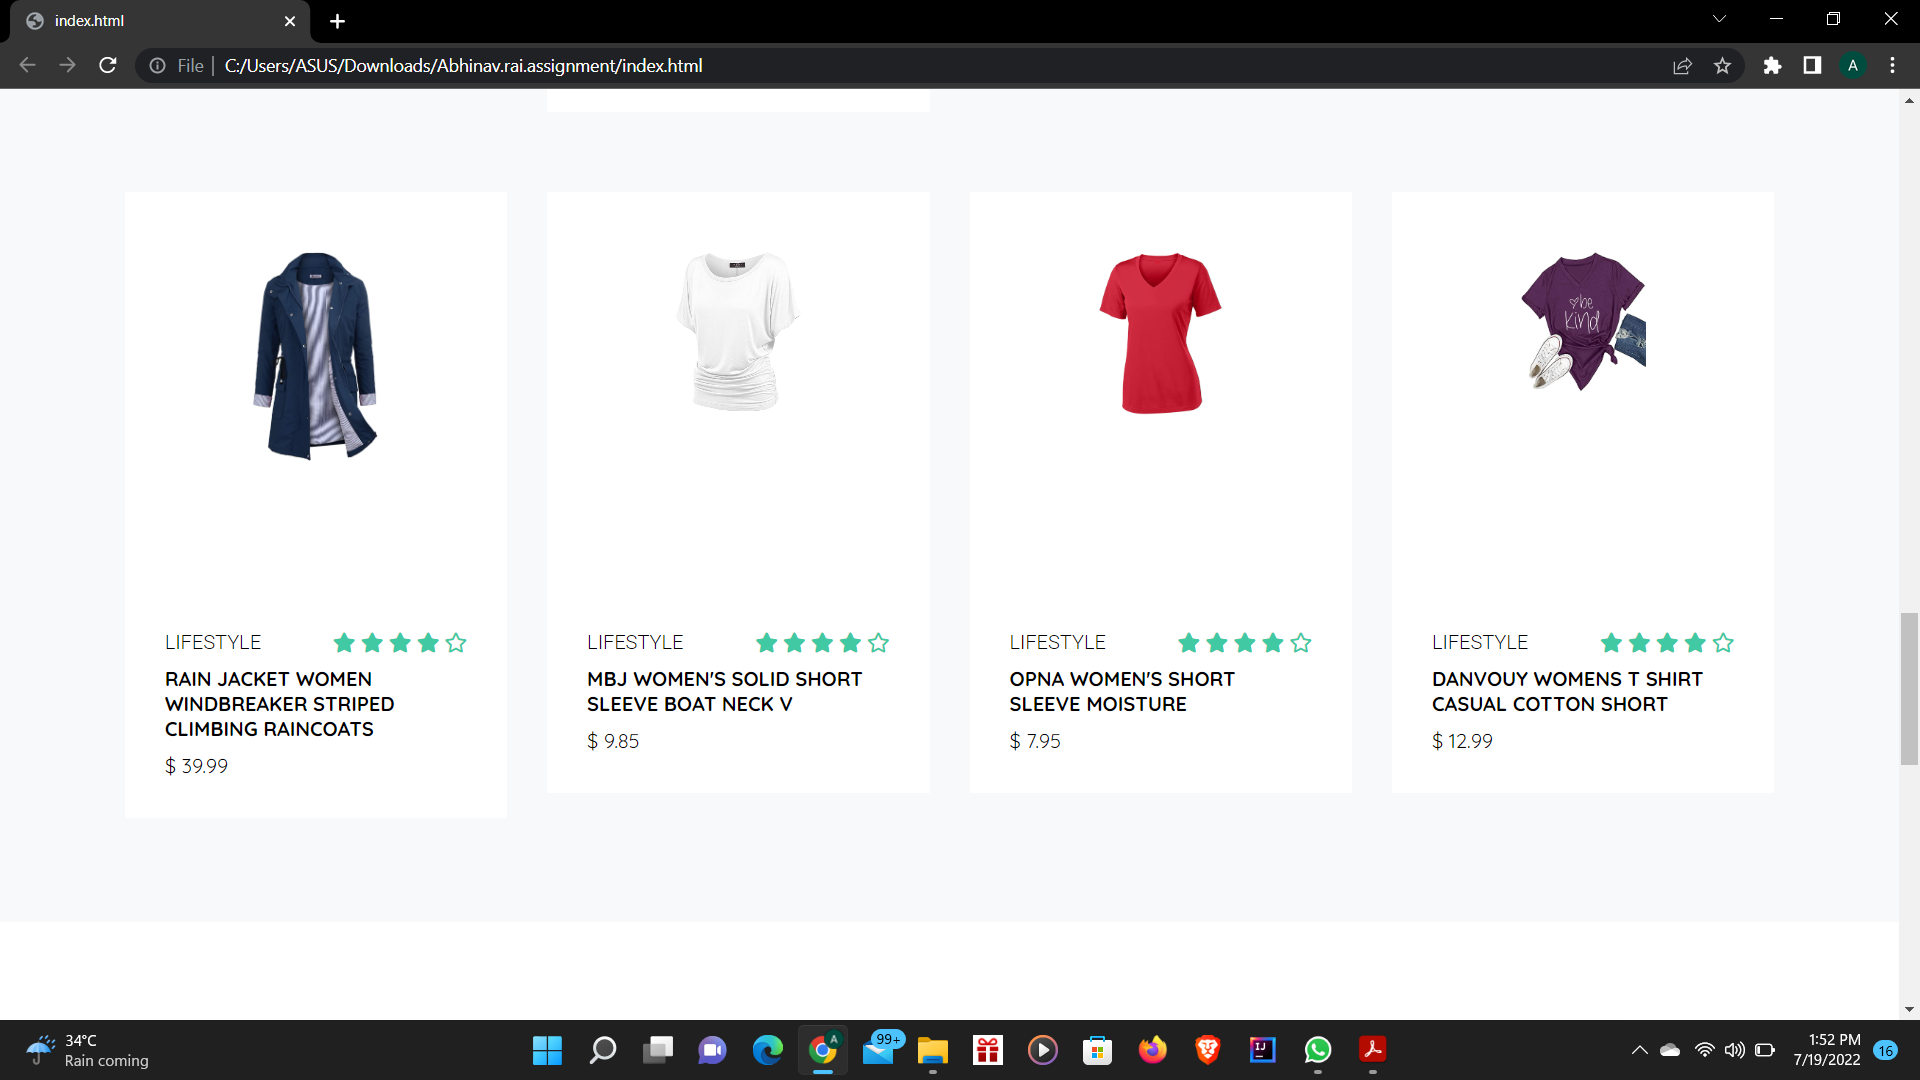 index.html
File
C:/Users/ASUS/Downloads/Abhinav.rai.assignment/index.html
A
be
kind
LIFESTYLE
RAIN JACKET WOMEN
WINDBREAKER STRIPED
CLIMBING RAINCOATS
$ 39.99
LIFESTYLE
MBJ WOMEN'S SOLID SHORT
SLEEVE BOAT NECK V
$ 9.85
LIFESTYLE
OPNA WOMEN'S SHORT
SLEEVE MOISTURE
$ 7.95
LIFESTYLE
DANVOUY WOMENS T SHIRT
CASUAL COTTON SHORT
$ 12.99
34°C
Rain coming
A
99+
IJ
1:52 PM
7/19/2022
16